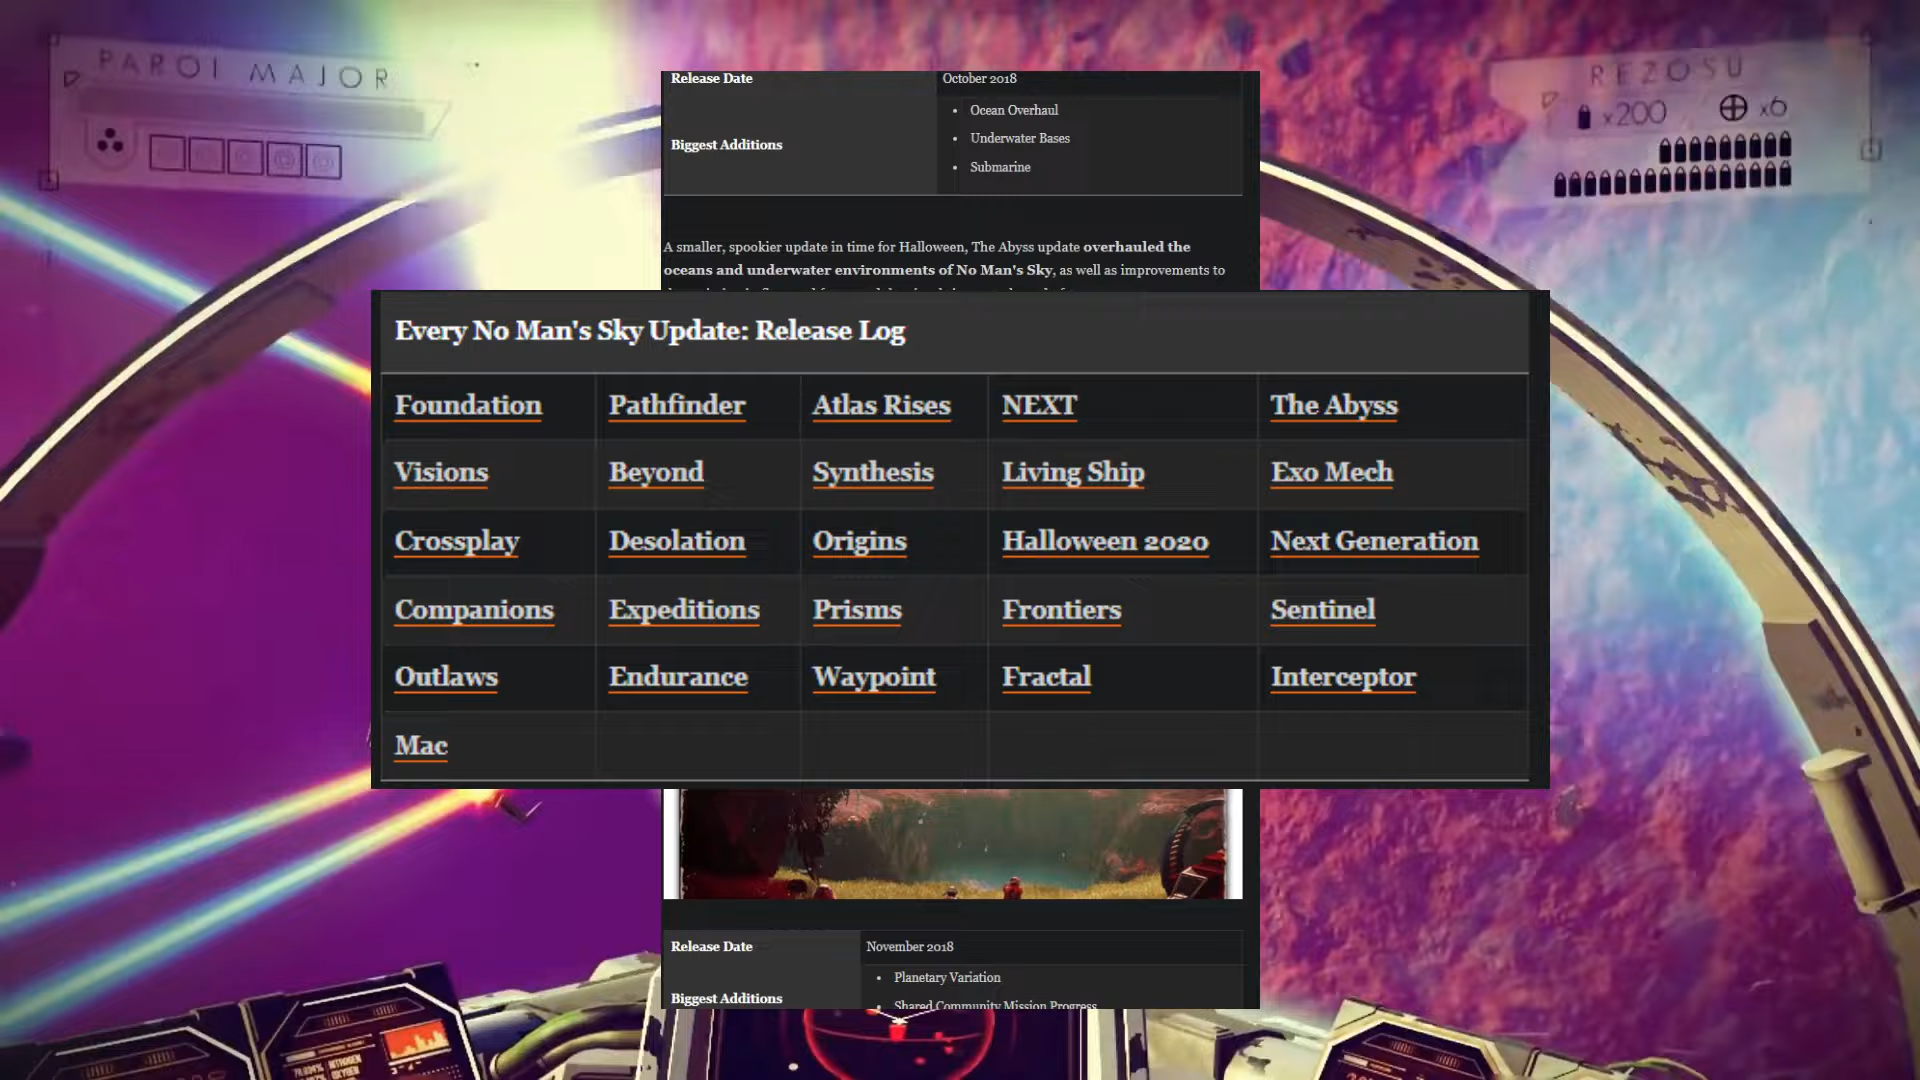 PAROI MAJOR
REZOSU
x200 x6
Release Date October 2018
Biggest Additions
• Ocean Overhaul
• Underwater Bases
• Submarine
A smaller, spookier update in time for Halloween, The Abyss update overhauled the
oceans and underwater environments of No Man's Sky, as well as improvements to
Every No Man's Sky Update: Release Log
Foundation Pathfinder Atlas Rises NEXT The Abyss
Visions Beyond Synthesis Living Ship Exo Mech
Crossplay Desolation Origins Halloween 2020 Next Generation
Companions Expeditions Prisms Frontiers Sentinel
Outlaws Endurance Waypoint Fractal Interceptor
Mac
Release Date November 2018
Biggest Additions
• Planetary Variation
• Shared Community Mission Progress
NITROGEN
OXYGEN